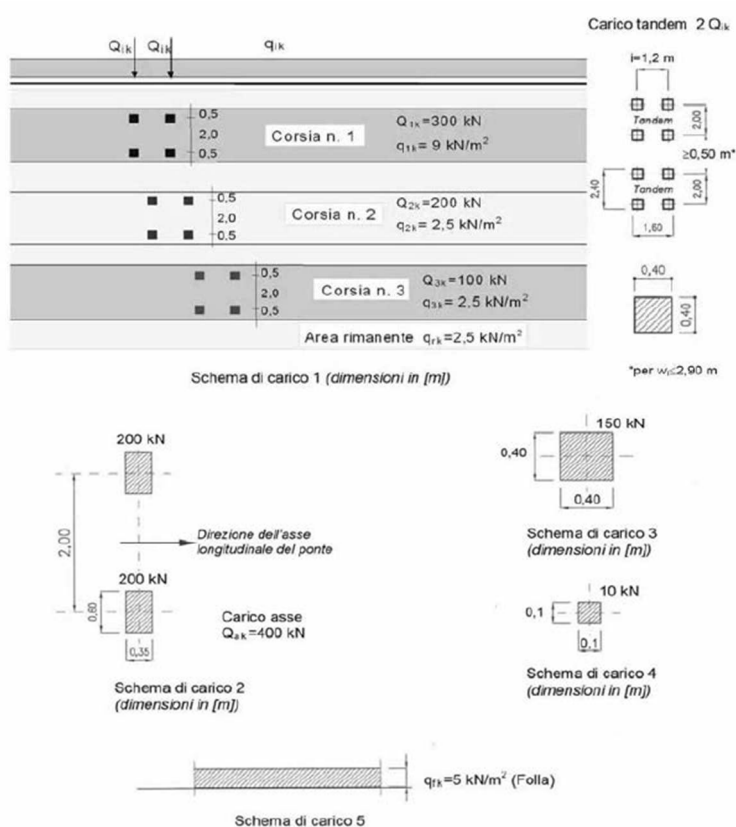 Carico tandem 2 Qik
Qik Qik qik
i=1,2 m
0,5
2,0
0,5
Corsia n. 1
Q1k=300 kN
q1k= 9 kN/m²
Tandem
2,00
≥0,50 m*
0,5
2,0
0,5
Corsia n. 2
Q2k=200 kN
q2k= 2,5 kN/m²
2,40
Tandem
2,00
1,60
0,5
2,0
0,5
Corsia n. 3
Q3k=100 kN
q3k= 2,5 kN/m²
0,40
0,40
Area rimanente qrk=2,5 kN/m²
*per wl≤2,90 m
Schema di carico 1 (dimensioni in [m])
200 kN
2,00
Direzione dell'asse
longitudinale del ponte
200 kN
0,60
0,35
Carico asse
Qak=400 kN
Schema di carico 2
(dimensioni in [m])
150 kN
0,40
0,40
Schema di carico 3
(dimensioni in [m])
10 kN
0,1
0,1
Schema di carico 4
(dimensioni in [m])
qfk=5 kN/m² (Folla)
Schema di carico 5